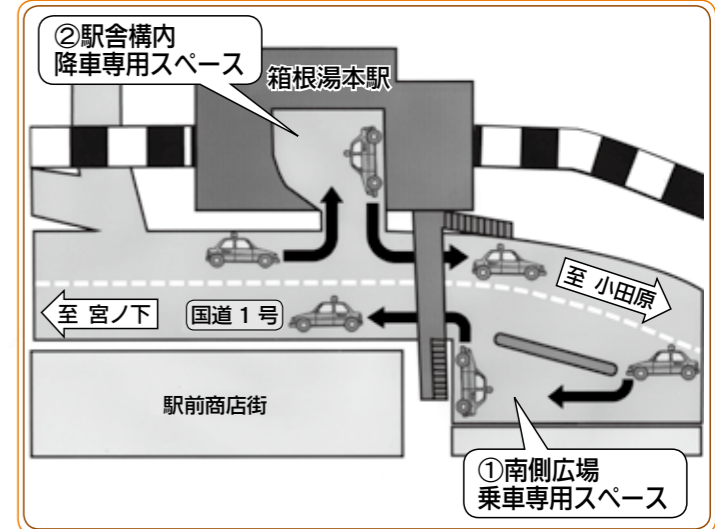 ②駅舎構内
降車専用スペース
箱根湯本駅
至 小田原
至 宮ノ下
国道 1 号
駅前商店街
①南側広場
乗車専用スペース